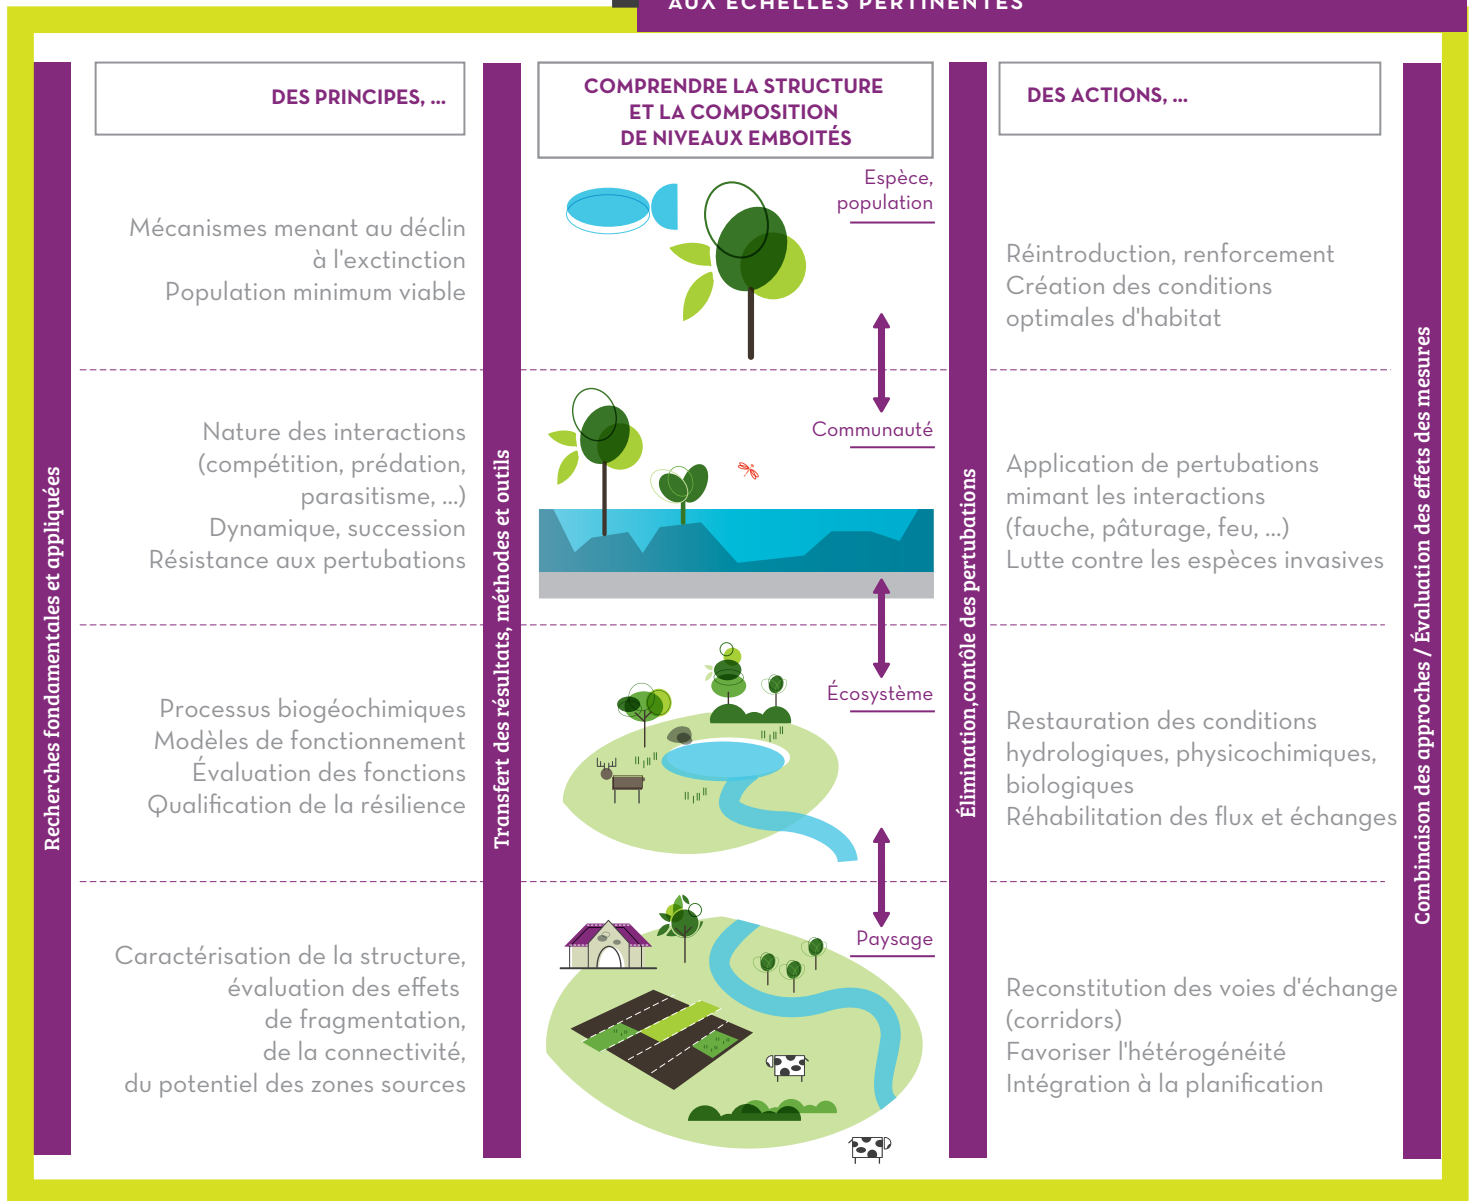 AUX ÉCHELLES PERTINENTES
DES PRINCIPES, ...
COMPRENDRE LA STRUCTURE
ET LA COMPOSITION
DE NIVEAUX EMBOITÉS
DES ACTIONS, ...
Recherches fondamentales et appliquées
Transfert des résultats, méthodes et outils
Élimination,contôle des pertubations
Combinaison des approches / Évaluation des effets des mesures
Mécanismes menant au déclin
à l'exctinction
Population minimum viable
Espèce,
population
Réintroduction, renforcement
Création des conditions
optimales d'habitat
Nature des interactions
(compétition, prédation,
parasitisme, ...)
Dynamique, succession
Résistance aux pertubations
Communauté
Application de pertubations
mimant les interactions
(fauche, pâturage, feu, ...)
Lutte contre les espèces invasives
Processus biogéochimiques
Modèles de fonctionnement
Évaluation des fonctions
Qualification de la résilience
Écosystème
Restauration des conditions
hydrologiques, physicochimiques,
biologiques
Réhabilitation des flux et échanges
Caractérisation de la structure,
évaluation des effets
de fragmentation,
de la connectivité,
du potentiel des zones sources
Paysage
Reconstitution des voies d'échange
(corridors)
Favoriser l'hétérogénéité
Intégration à la planification